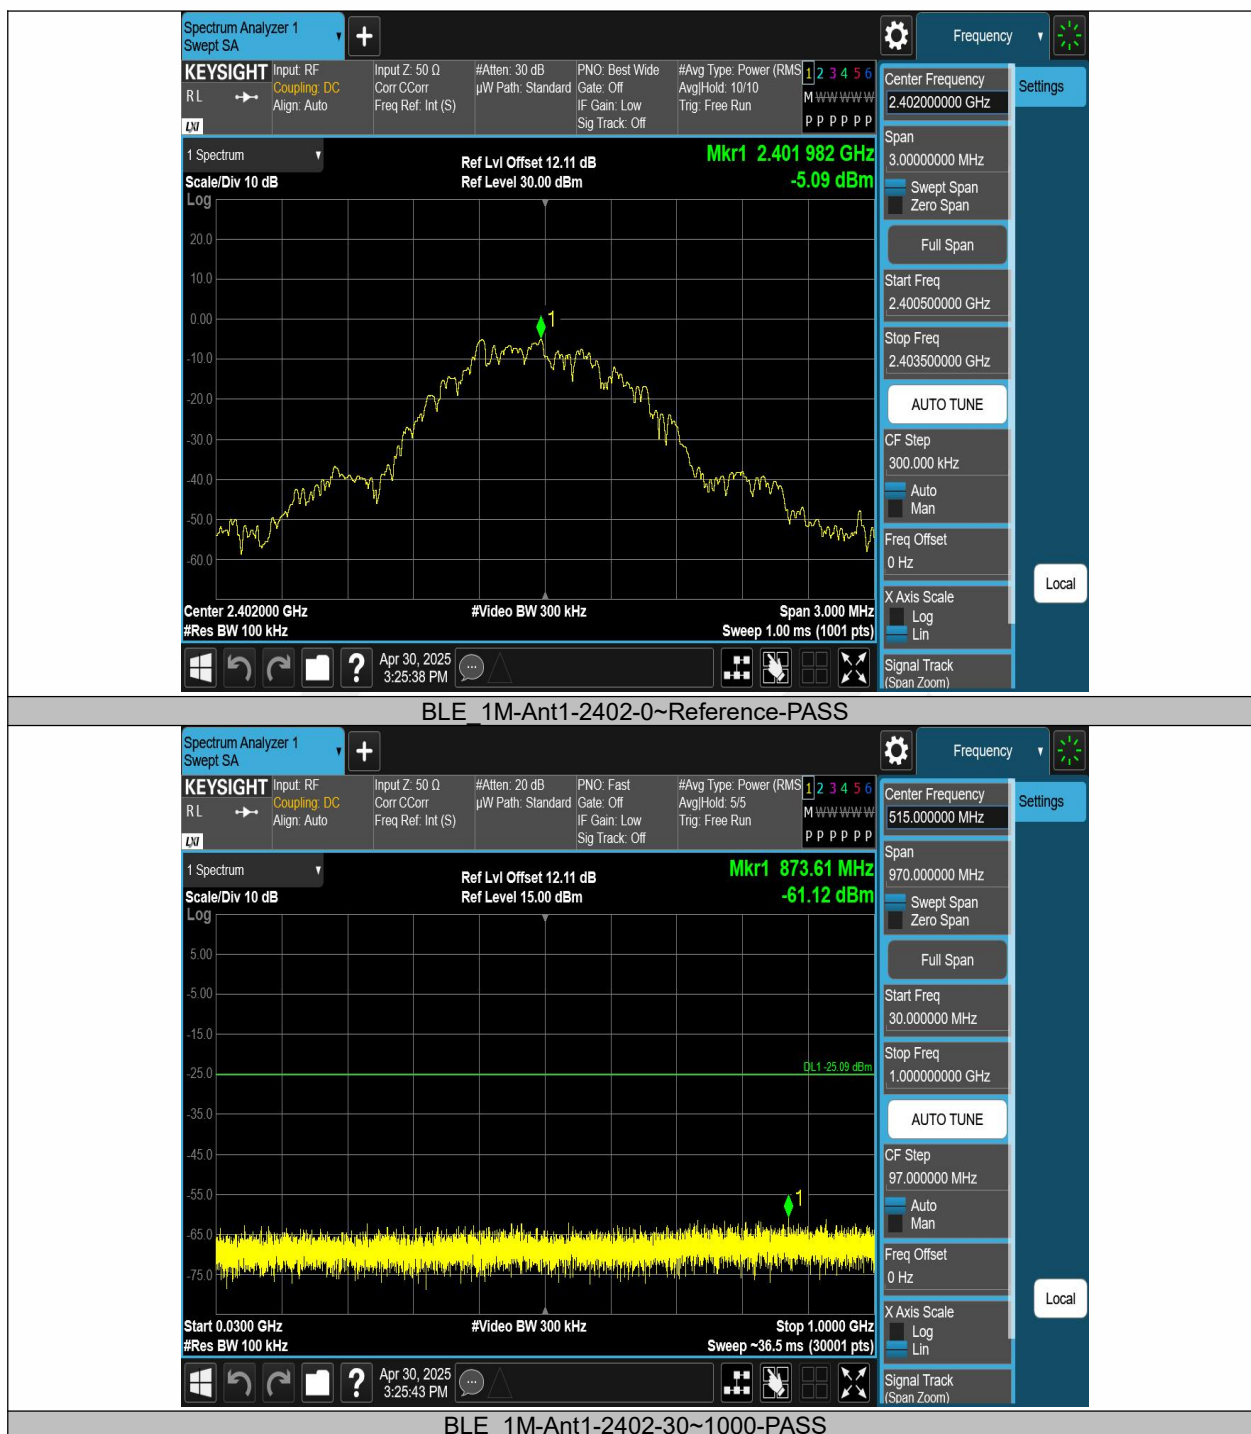 Spectrum Analyzer 1
Swept SA
Frequency
KEYSIGHT
RL
LXI
Input: RF
Coupling: DC
Align: Auto
Input Z: 50 Ω
Corr CCorr
Freq Ref: Int (S)
#Atten: 30 dB
µW Path: Standard
PNO: Best Wide
Gate: Off
IF Gain: Low
Sig Track: Off
#Avg Type: Power (RMS
Avg|Hold: 10/10
Trig: Free Run
1 2 3 4 5 6
M W W W W W
P P P P P P
1 Spectrum
Scale/Div 10 dB
Log
Ref Lvl Offset 12.11 dB
Ref Level 30.00 dBm
Mkr1 2.401 982 GHz
-5.09 dBm
20.0
10.0
0.00
-10.0
-20.0
-30.0
-40.0
-50.0
-60.0
1
Center 2.402000 GHz
#Res BW 100 kHz
#Video BW 300 kHz
Span 3.000 MHz
Sweep 1.00 ms (1001 pts)
Center Frequency
2.402000000 GHz
Settings
Span
3.00000000 MHz
Swept Span
Zero Span
Full Span
Start Freq
2.400500000 GHz
Stop Freq
2.403500000 GHz
AUTO TUNE
CF Step
300.000 kHz
Auto
Man
Freq Offset
0 Hz
X Axis Scale
Log
Lin
Signal Track
(Span Zoom)
Local
?
Apr 30, 2025
3:25:38 PM
BLE_1M-Ant1-2402-0~Reference-PASS
Spectrum Analyzer 1
Swept SA
Frequency
KEYSIGHT
RL
LXI
Input: RF
Coupling: DC
Align: Auto
Input Z: 50 Ω
Corr CCorr
Freq Ref: Int (S)
#Atten: 20 dB
µW Path: Standard
PNO: Fast
Gate: Off
IF Gain: Low
Sig Track: Off
#Avg Type: Power (RMS
Avg|Hold: 5/5
Trig: Free Run
1 2 3 4 5 6
M W W W W W
P P P P P P
1 Spectrum
Scale/Div 10 dB
Log
Ref Lvl Offset 12.11 dB
Ref Level 15.00 dBm
Mkr1 873.61 MHz
-61.12 dBm
5.00
-5.00
-15.0
-25.0
-35.0
-45.0
-55.0
-65.0
-75.0
DL1 -25.09 dBm
1
Start 0.0300 GHz
#Res BW 100 kHz
#Video BW 300 kHz
Stop 1.0000 GHz
Sweep ~36.5 ms (30001 pts)
Center Frequency
515.000000 MHz
Settings
Span
970.000000 MHz
Swept Span
Zero Span
Full Span
Start Freq
30.000000 MHz
Stop Freq
1.000000000 GHz
AUTO TUNE
CF Step
97.000000 MHz
Auto
Man
Freq Offset
0 Hz
X Axis Scale
Log
Lin
Signal Track
(Span Zoom)
Local
?
Apr 30, 2025
3:25:43 PM
BLE_1M-Ant1-2402-30~1000-PASS